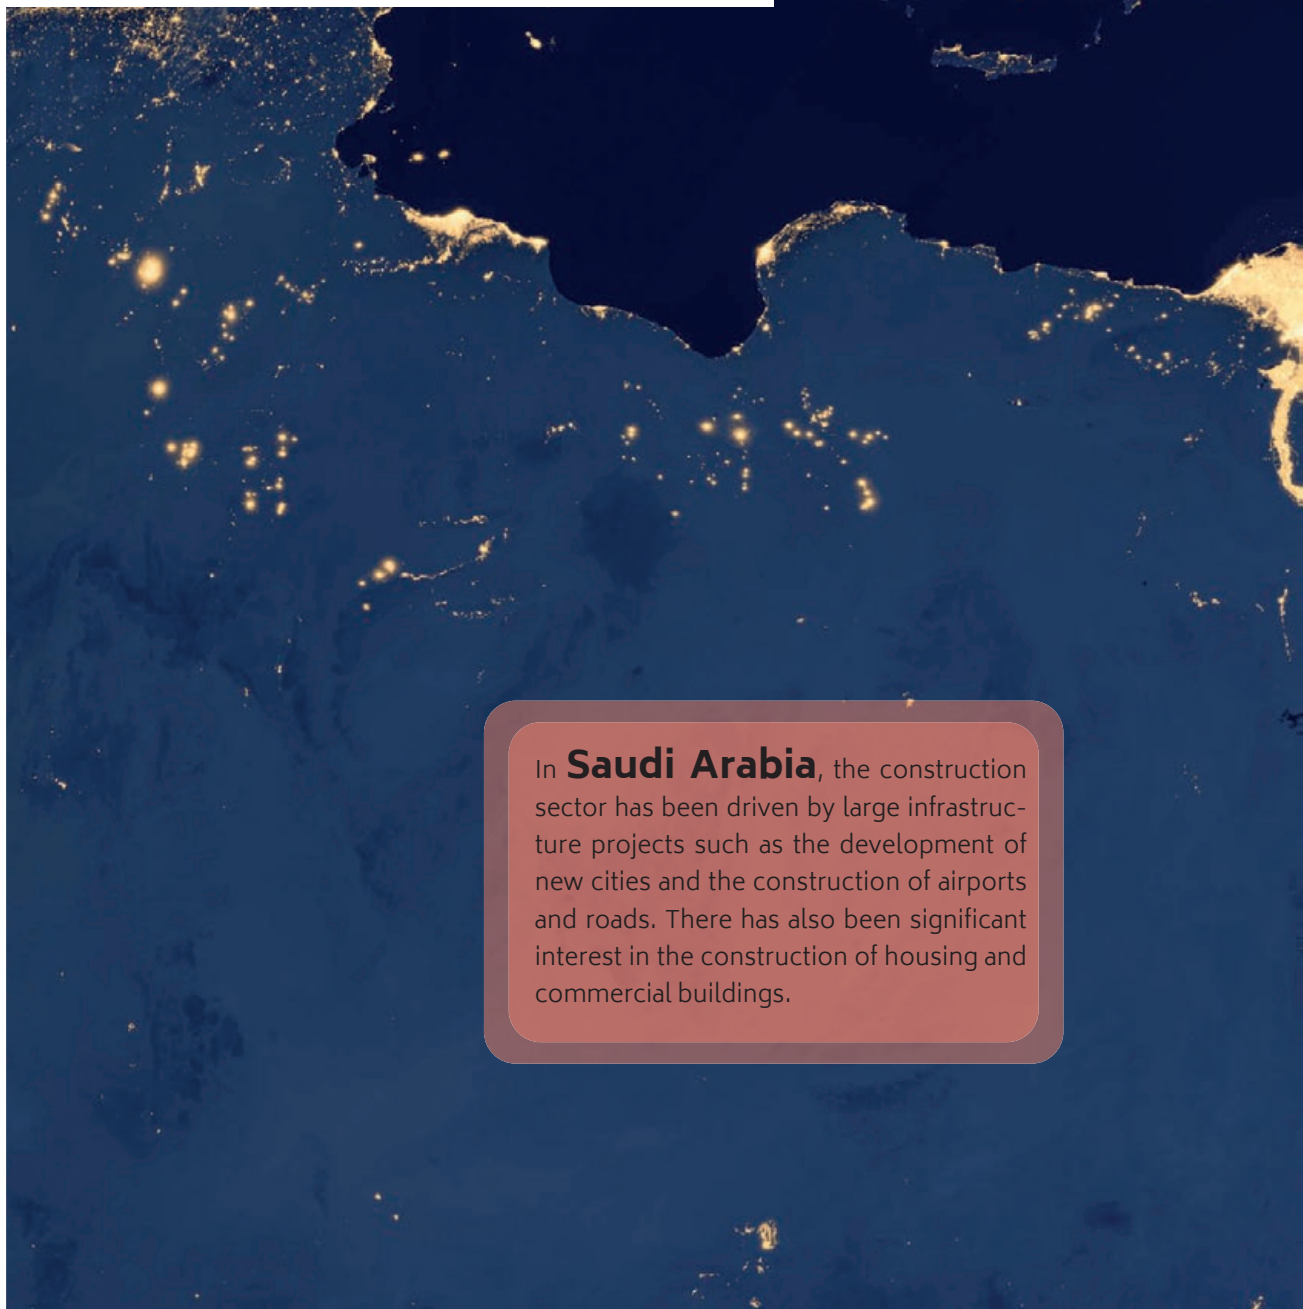 In Saudi Arabia, the construction
sector has been driven by large infrastruc-
ture projects such as the development of
new cities and the construction of airports
and roads. There has also been significant
interest in the construction of housing and
commercial buildings.